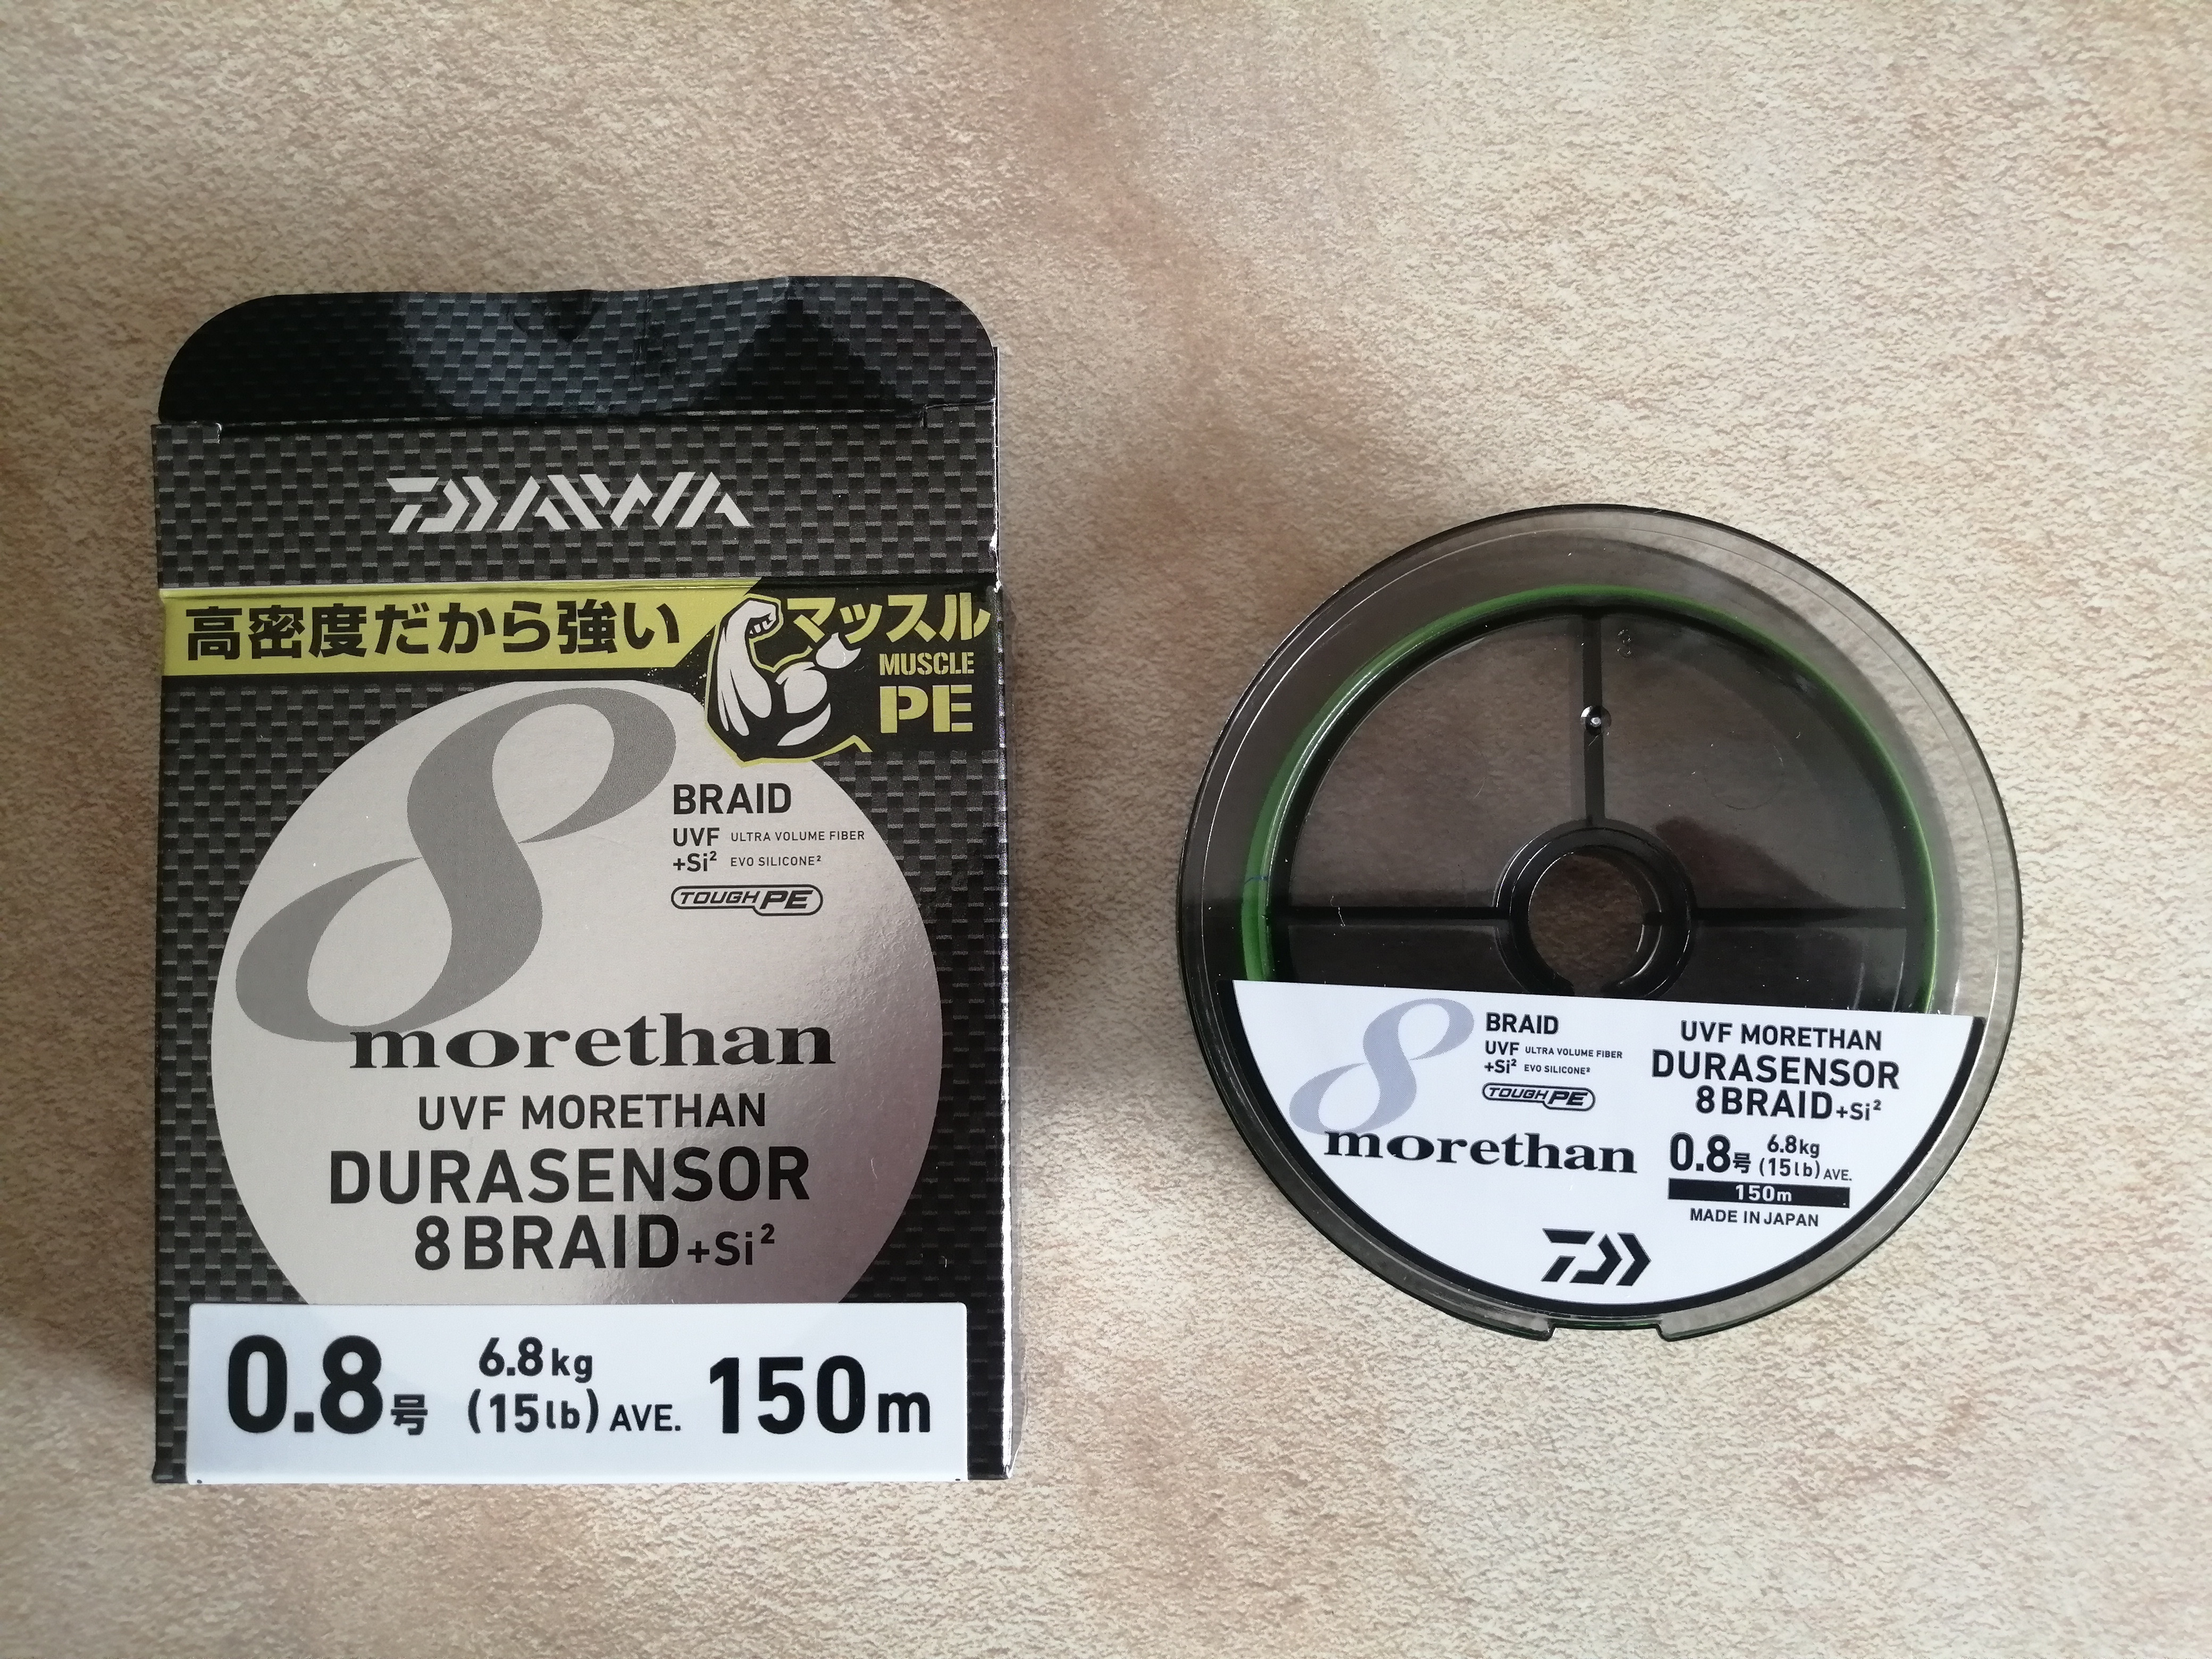 DAIWA
高密度だから強い
マッスル
MUSCLE
PE
8
BRAID
UVF ULTRA VOLUME FIBER
+Si² EVO SILICONE²
TOUGH PE
morethan
UVF MORETHAN
DURASENSOR
8BRAID+Si²
0.8号 6.8kg (15lb) AVE. 150m
3
8
BRAID
UVF ULTRA VOLUME FIBER
+Si² EVO SILICONE²
TOUGH PE
morethan
UVF MORETHAN
DURASENSOR
8BRAID+Si²
0.8号 6.8kg (15lb) AVE.
150m
MADE IN JAPAN